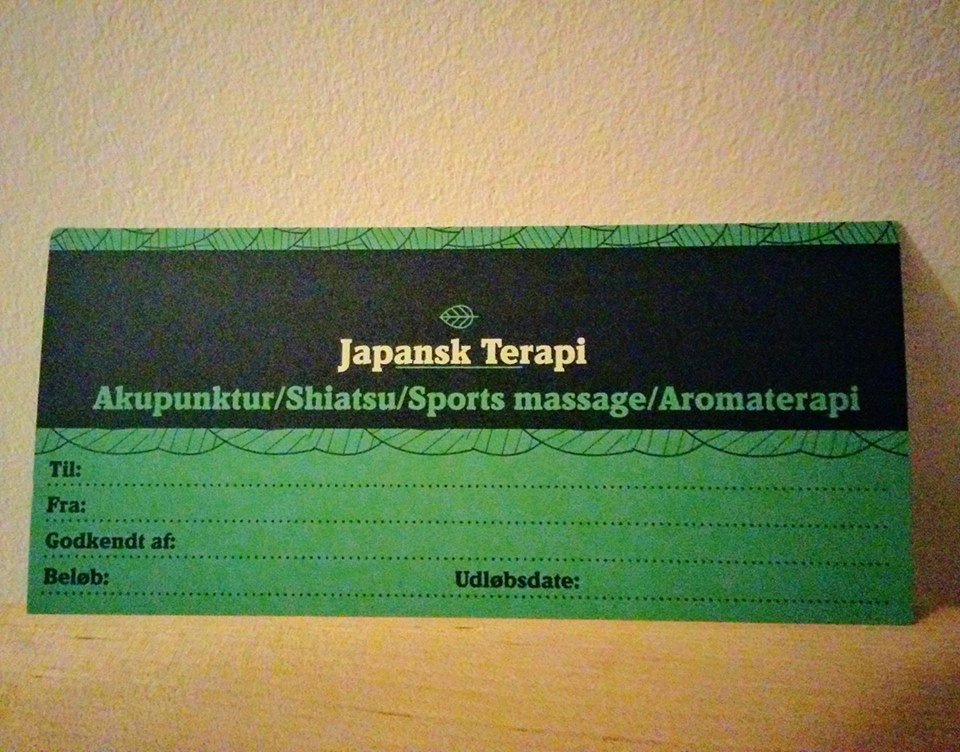 Japansk Terapi
Akupunktur/Shiatsu/Sports massage/Aromaterapi
Til:
Fra:
Godkendt af:
Beløb: Udløbsdate: